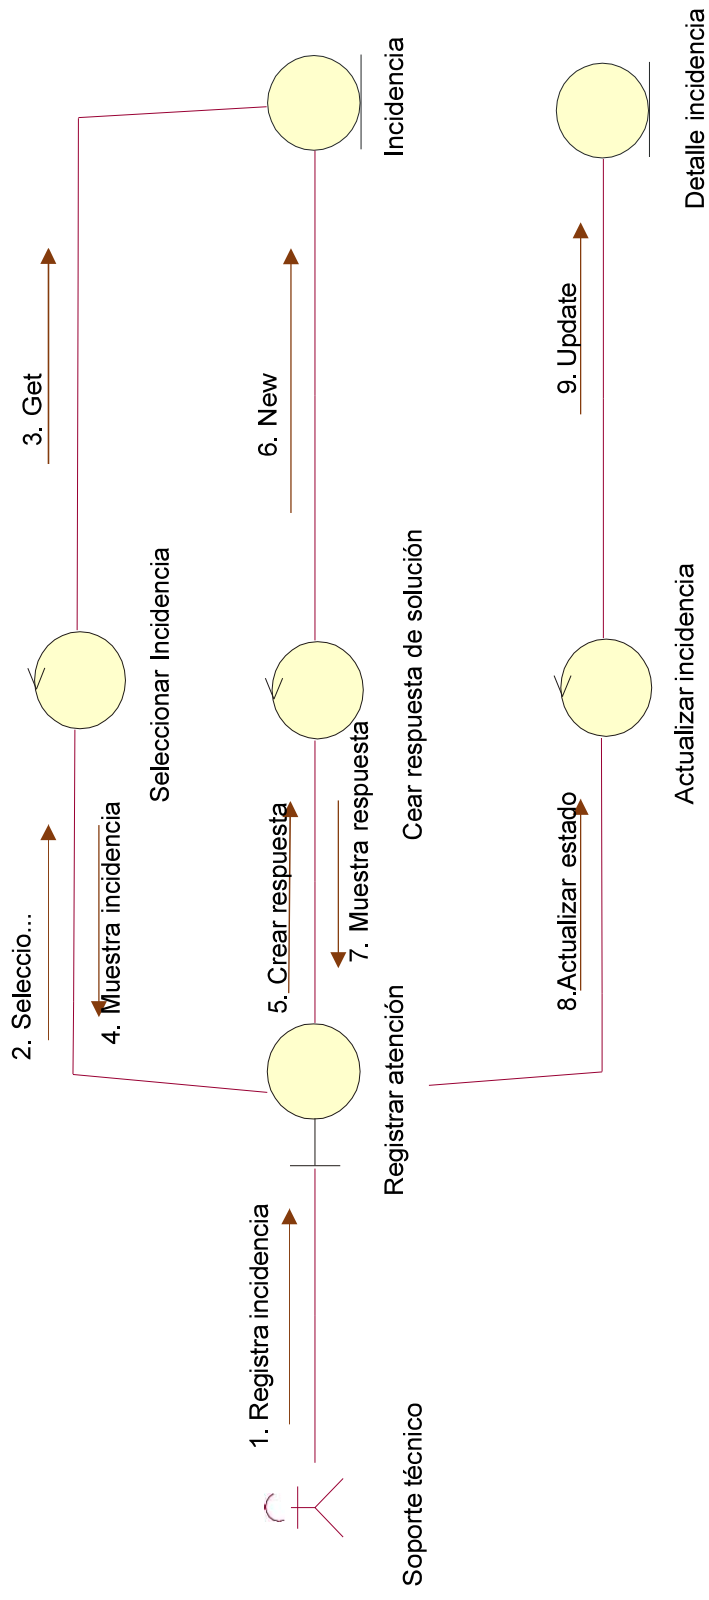 2. Seleccio...
3. Get
4. Muestra incidencia
Seleccionar Incidencia
1. Registra incidencia
5. Crear respuesta
6. New
7. Muestra respuesta
Soporte técnico
Registrar atención
Cear respuesta de solución
Incidencia
8.Actualizar estado
9. Update
Actualizar incidencia
Detalle incidencia